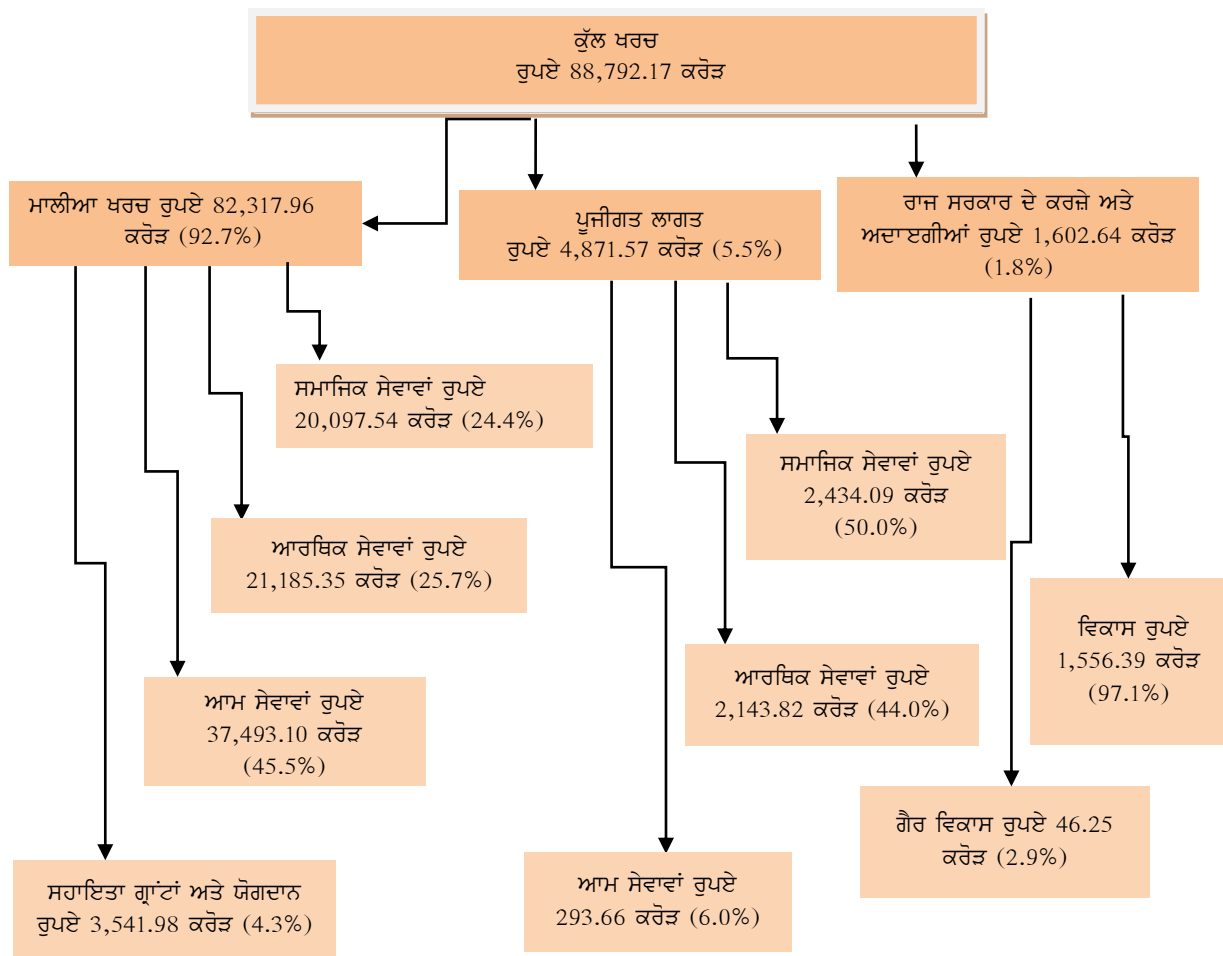 ਕੁੱਲ ਖਰਚ
ਰੁਪਏ 88,792.17 ਕਰੋੜ
ਮਾਲੀਆ ਖਰਚ ਰੁਪਏ 82,317.96
ਕਰੋੜ (92.7%)
ਪੂਜੀਗਤ ਲਾਗਤ
ਰੁਪਏ 4,871.57 ਕਰੋੜ (5.5%)
ਰਾਜ ਸਰਕਾਰ ਦੇ ਕਰਜ਼ੇ ਅਤੇ
ਅਦਾਏਗੀਆਂ ਰੁਪਏ 1,602.64 ਕਰੋੜ
(1.8%)
ਸਮਾਜਿਕ ਸੇਵਾਵਾਂ ਰੁਪਏ
20,097.54 ਕਰੋੜ (24.4%)
ਸਮਾਜਿਕ ਸੇਵਾਵਾਂ ਰੁਪਏ
2,434.09 ਕਰੋੜ
(50.0%)
ਆਰਥਿਕ ਸੇਵਾਵਾਂ ਰੁਪਏ
21,185.35 ਕਰੋੜ (25.7%)
ਵਿਕਾਸ ਰੁਪਏ
1,556.39 ਕਰੋੜ
(97.1%)
ਆਰਥਿਕ ਸੇਵਾਵਾਂ ਰੁਪਏ
2,143.82 ਕਰੋੜ (44.0%)
ਆਮ ਸੇਵਾਵਾਂ ਰੁਪਏ
37,493.10 ਕਰੋੜ
(45.5%)
ਗੈਰ ਵਿਕਾਸ ਰੁਪਏ 46.25
ਕਰੋੜ (2.9%)
ਸਹਾਇਤਾ ਗ੍ਰਾਂਟਾਂ ਅਤੇ ਯੋਗਦਾਨ
ਰੁਪਏ 3,541.98 ਕਰੋੜ (4.3%)
ਆਮ ਸੇਵਾਵਾਂ ਰੁਪਏ
293.66 ਕਰੋੜ (6.0%)